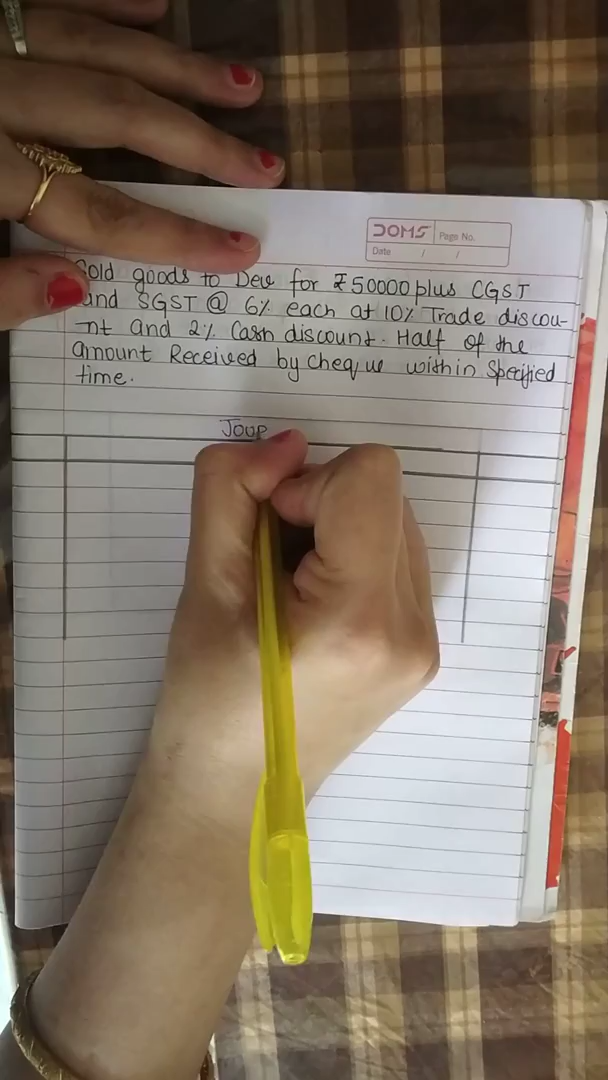 DOMS Page No.
Date / /
Sold goods to Dev for ₹50000 plus CGST
and SGST @ 6% each at 10% Trade discou-
nt and 2% Cash discount. Half of the
amount Received by cheque within Specified
time.
JOUR